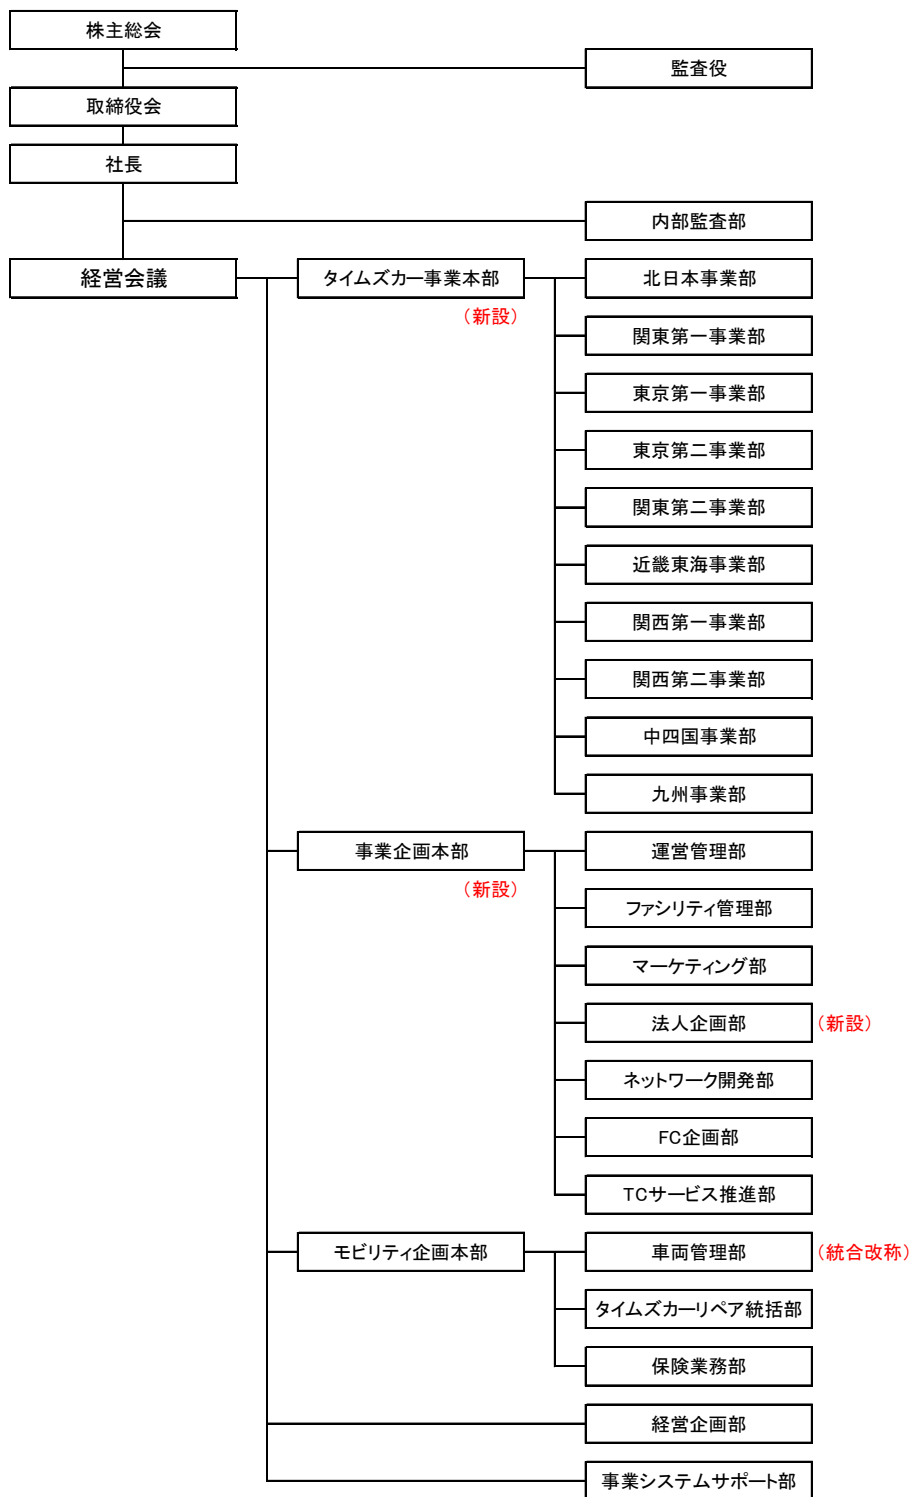 株主総会
監査役
取締役会
社長
内部監査部
経営会議
タイムズカー事業本部
(新設)
北日本事業部
関東第一事業部
東京第一事業部
東京第二事業部
関東第二事業部
近畿東海事業部
関西第一事業部
関西第二事業部
中四国事業部
九州事業部
事業企画本部
(新設)
運営管理部
ファシリティ管理部
マーケティング部
法人企画部
(新設)
ネットワーク開発部
FC企画部
TCサービス推進部
モビリティ企画本部
車両管理部
(統合改称)
タイムズカーリペア統括部
保険業務部
経営企画部
事業システムサポート部